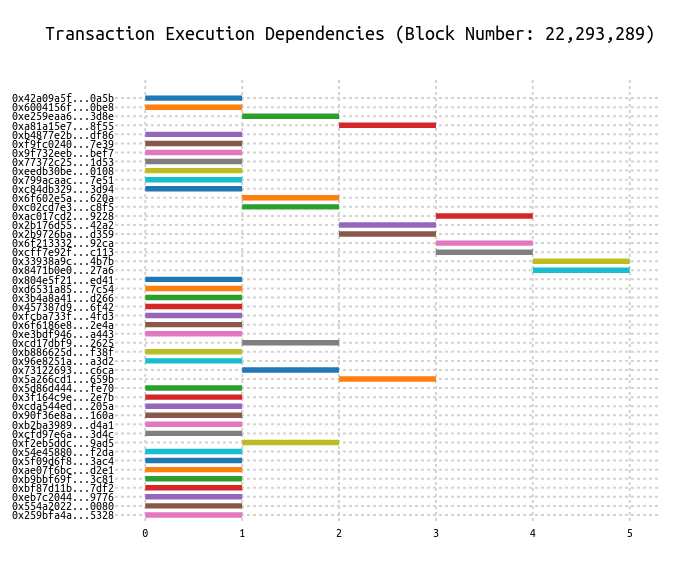 Transaction Execution Dependencies (Block Number: 22,293,289)
0x42a09a5f...0a5b
0x6004156f...0be8
0xe259eaa6...3d8e
0xa81a15e7...8f55
0xb4877e2b...df86
0xf9fc0240...7e39
0x9f732eeb...bef7
0x77372c25...1d53
0xeedb30be...0108
0x799acaac...7e51
0xc84db329...3d94
0x6f602e5a...620a
0xc02cd7e3...c8f5
0xac017cd2...9228
0x2b176d55...42a2
0x2b9726ba...d359
0x6f213332...92ca
0xcff7e92f...c113
0x33938a9c...4b7b
0x8471b0e0...27a6
0x804e5f21...ed41
0xd6531a85...7c54
0x3b4a8a41...d266
0x457387d9...6f42
0xfcba733f...4fd3
0x6f6186e8...2e4a
0xe3bdf946...a443
0xcd17dbf9...2625
0xb886625d...f38f
0x96e8251a...a3d2
0x73122693...c6ca
0x5a266cd1...659b
0x5d86d444...fe70
0x3f164c9e...2e7b
0xcda544ed...205a
0x90f36e8a...160a
0xb2ba3989...d4a1
0xcfd97e6a...3d4c
0xf2eb5ddc...9ad5
0x54e45880...f2da
0x5f09d6f8...3ac4
0xae07f6bc...d2e1
0xb9bbf69f...3c81
0xbf87d11b...7df2
0xeb7c2044...9776
0x554a2022...0080
0x259bfa4a...5328
0 1 2 3 4 5